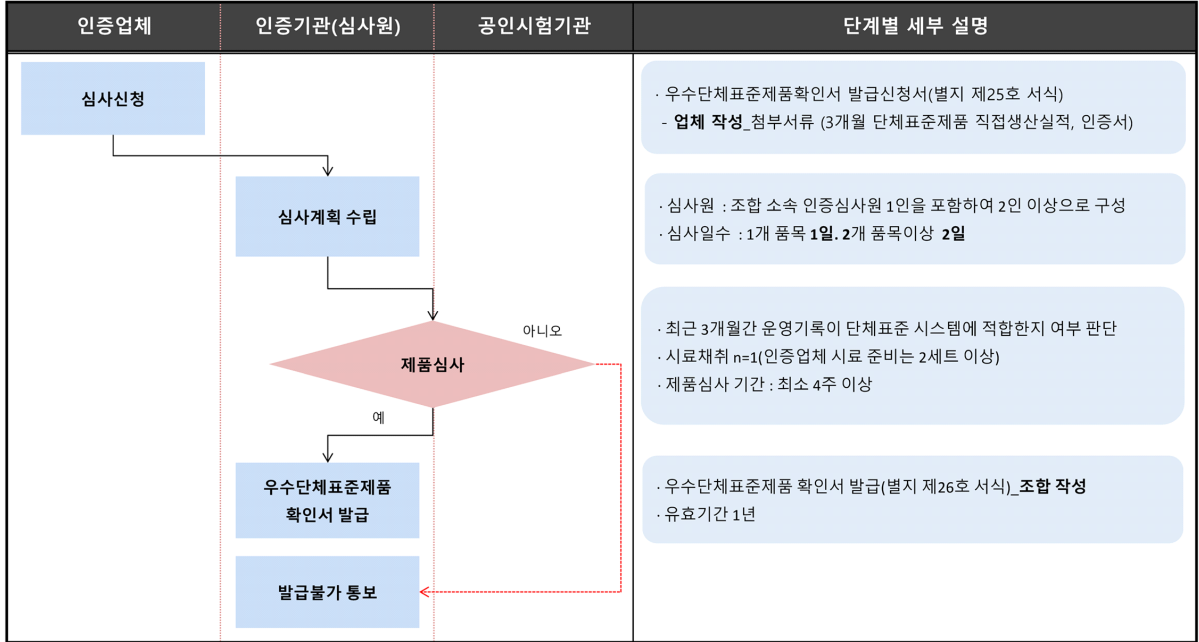 인증업체
인증기관(심사원)
공인시험기관
단계별 세부 설명
심사신청
· 우수단체표준제품확인서 발급신청서(별지 제25호 서식)
- 업체 작성_첨부서류 (3개월 단체표준제품 직접생산실적, 인증서)
심사계획 수립
· 심사원 : 조합 소속 인증심사원 1인을 포함하여 2인 이상으로 구성
· 심사일수 : 1개 품목 1일. 2개 품목이상 2일
아니오
제품심사
예
· 최근 3개월간 운영기록이 단체표준 시스템에 적합한지 여부 판단
· 시료채취 n=1(인증업체 시료 준비는 2세트 이상)
· 제품심사 기간 : 최소 4주 이상
우수단체표준제품
확인서 발급
· 우수단체표준제품 확인서 발급(별지 제26호 서식)_조합 작성
· 유효기간 1년
발급불가 통보